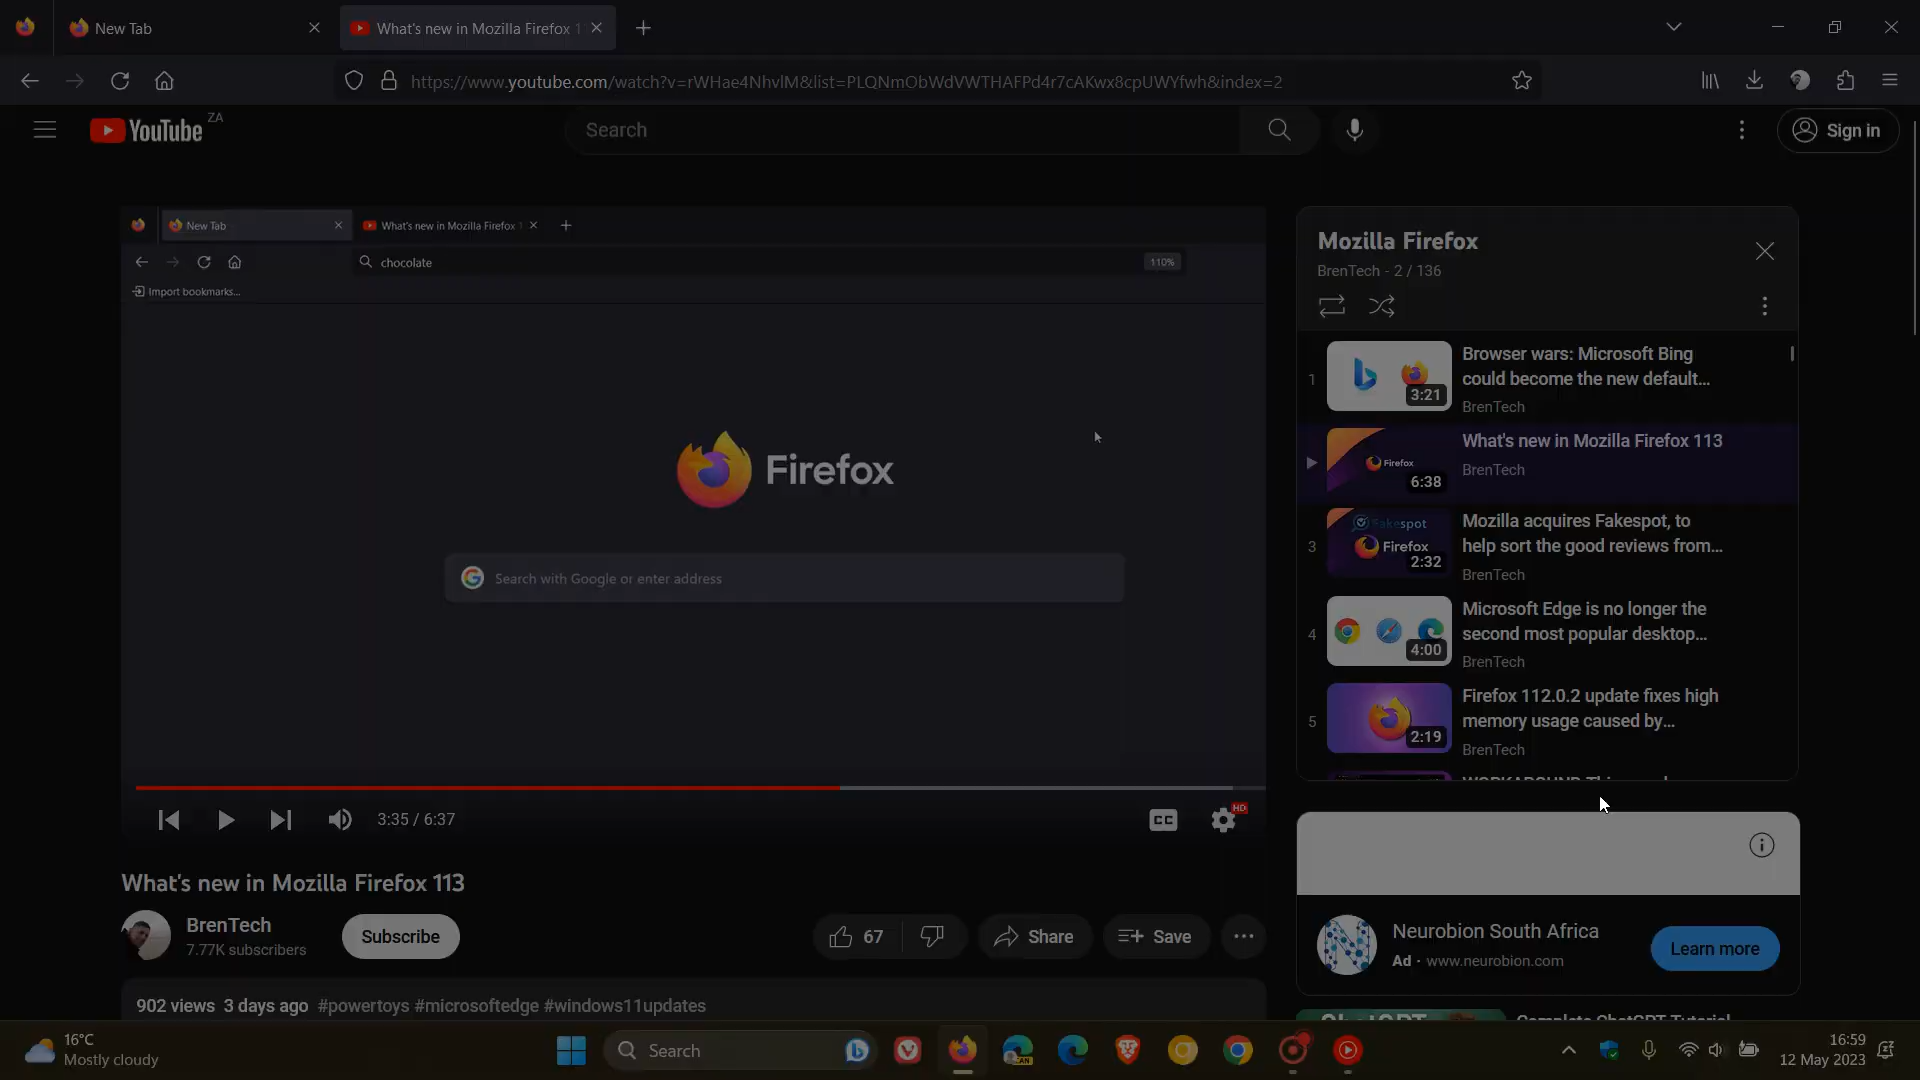 New Tab
What's new in Mozilla Firefox 11
https://www.youtube.com/watch?v=rWHae4NhvlM&list=PLQNmObWdVWTHAFPd4r7cAKwx8cpUWYfwh&index=2
YouTube ZA
Search
Sign in
New Tab
What's new in Mozilla Firefox 1
chocolate
110%
Import bookmarks...
Firefox
Search with Google or enter address
3:35 / 6:37
CC
HD
Mozilla Firefox
BrenTech - 2 / 136
1
3:21
Browser wars: Microsoft Bing
could become the new default...
BrenTech
Firefox
6:38
What's new in Mozilla Firefox 113
BrenTech
3
Fakespot
Firefox
2:32
Mozilla acquires Fakespot, to
help sort the good reviews from...
BrenTech
4
4:00
Microsoft Edge is no longer the
second most popular desktop...
BrenTech
5
2:19
Firefox 112.0.2 update fixes high
memory usage caused by...
BrenTech
What's new in Mozilla Firefox 113
BrenTech
7.77K subscribers
Subscribe
67
Share
Save
902 views 3 days ago #powertoys #microsoftedge #windows11updates
Neurobion South Africa
Ad · www.neurobion.com
Learn more
ChatGPT
Complete ChatGPT Tutorial
16°C
Mostly cloudy
Search
CAN
16:59
12 May 2023